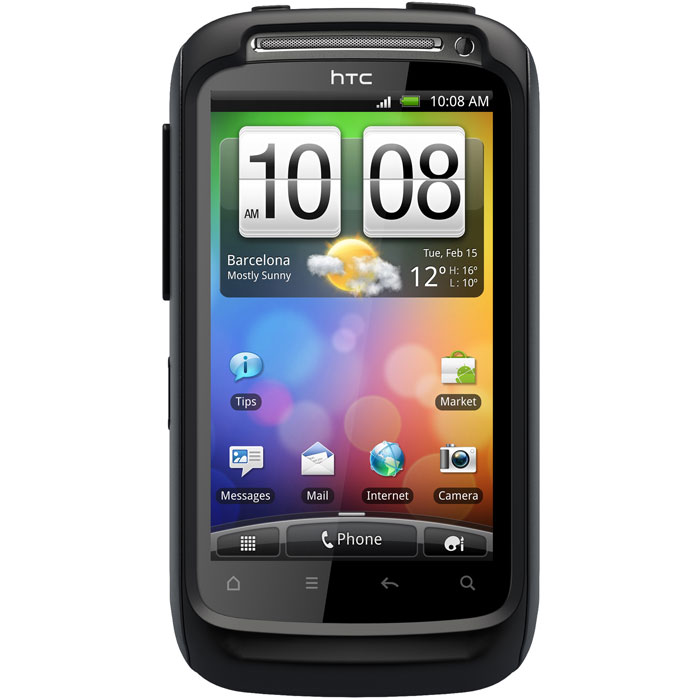 hTC
10:08 AM
AM 10 08
Barcelona
Mostly Sunny
Tue, Feb 15
12° H: 16°
L: 10°
Tips
Market
Messages
Mail
Internet
Camera
Phone